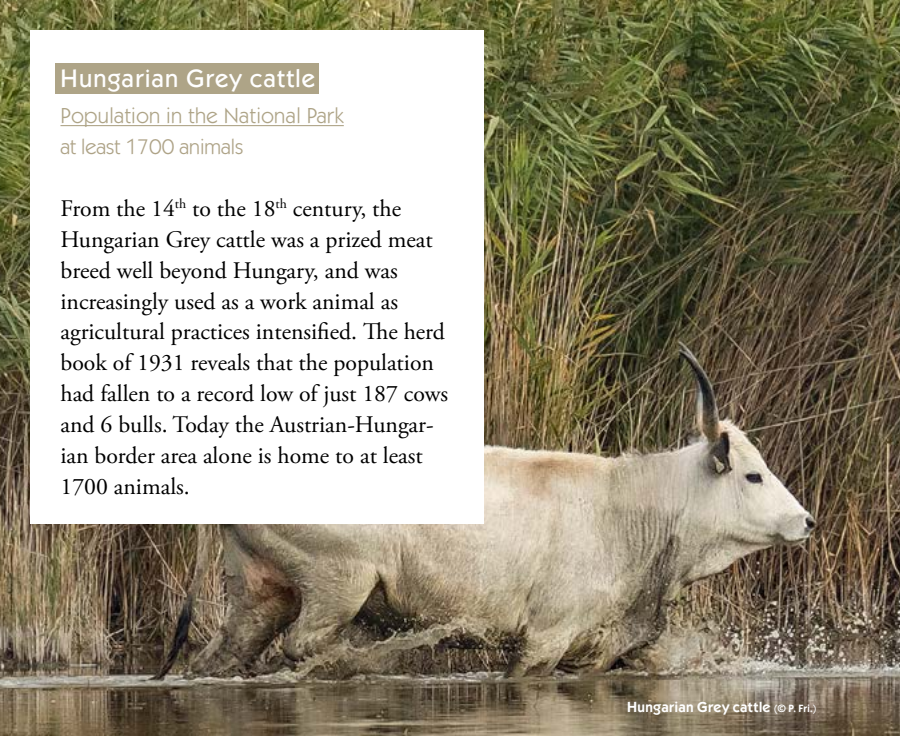 Hungarian Grey cattle
Population in the National Park
at least 1700 animals
From the 14th to the 18th century, the
Hungarian Grey cattle was a prized meat
breed well beyond Hungary, and was
increasingly used as a work animal as
agricultural practices intensified. The herd
book of 1931 reveals that the population
had fallen to a record low of just 187 cows
and 6 bulls. Today the Austrian-Hungar-
ian border area alone is home to at least
1700 animals.
Hungarian Grey cattle (© P. Fri.)